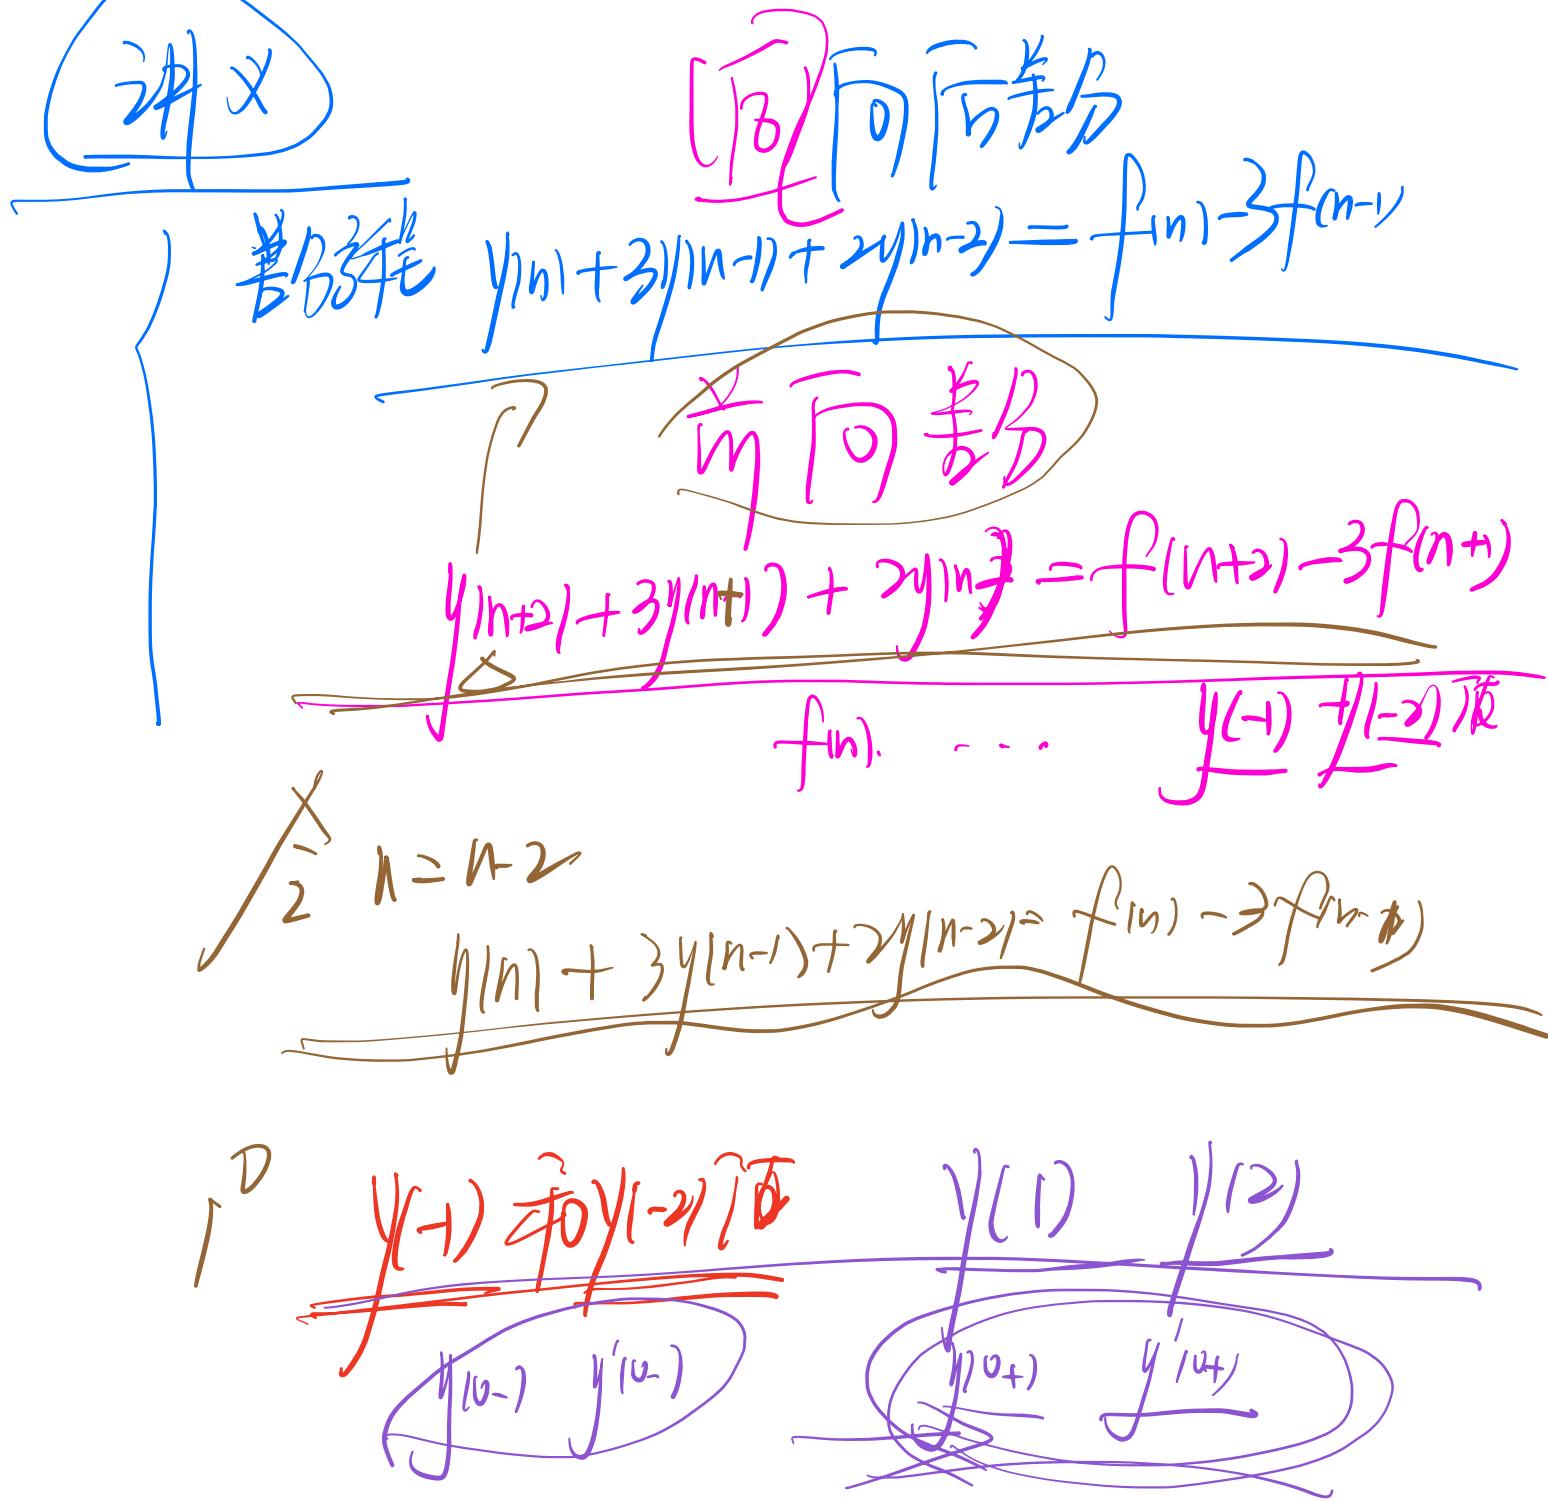 讲义
向后差分
差分方程 y(n)+3y(n-1)+2y(n-2)=f(n)-3f(n-1)
前向差分
y(n+2)+3y(n+1)+2y(n)=f(n+2)-3f(n+1)
f(n). ... y(-1) y(-2) 值
令 n=n-2
y(n)+3y(n-1)+2y(n-2)=f(n)-3f(n-1)
y(-1) 和 y(-2) 值 y(1) y(2)
y(0-) y'(0-) y(0+) y'(0+)